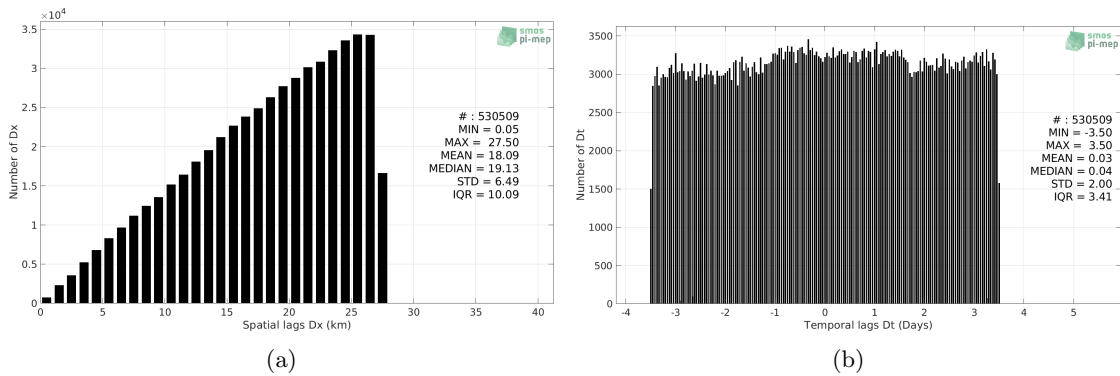 ×10⁴
3.5
3
2.5
2
1.5
1
0.5
0
Number of Dx
0 5 10 15 20 25 30 35 40
Spatial lags Dx (km)
smos
pi-mep
# : 530509
MIN = 0.05
MAX = 27.50
MEAN = 18.09
MEDIAN = 19.13
STD = 6.49
IQR = 10.09
(a)
3500
3000
2500
2000
1500
1000
500
0
Number of Dt
-4 -3 -2 -1 0 1 2 3 4 5
Temporal lags Dt (Days)
smos
pi-mep
# : 530509
MIN = -3.50
MAX = 3.50
MEAN = 0.03
MEDIAN = 0.04
STD = 2.00
IQR = 3.41
(b)